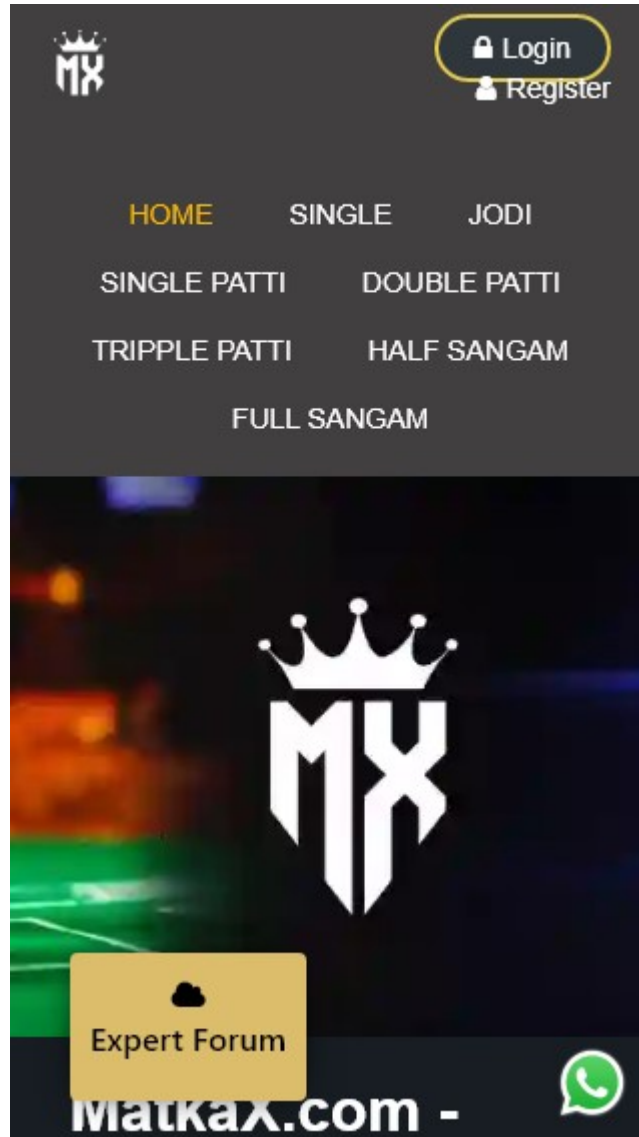 MX
Login
Register
HOME SINGLE JODI
SINGLE PATTI DOUBLE PATTI
TRIPPLE PATTI HALF SANGAM
FULL SANGAM
MX
Expert Forum
MatkaX.com -